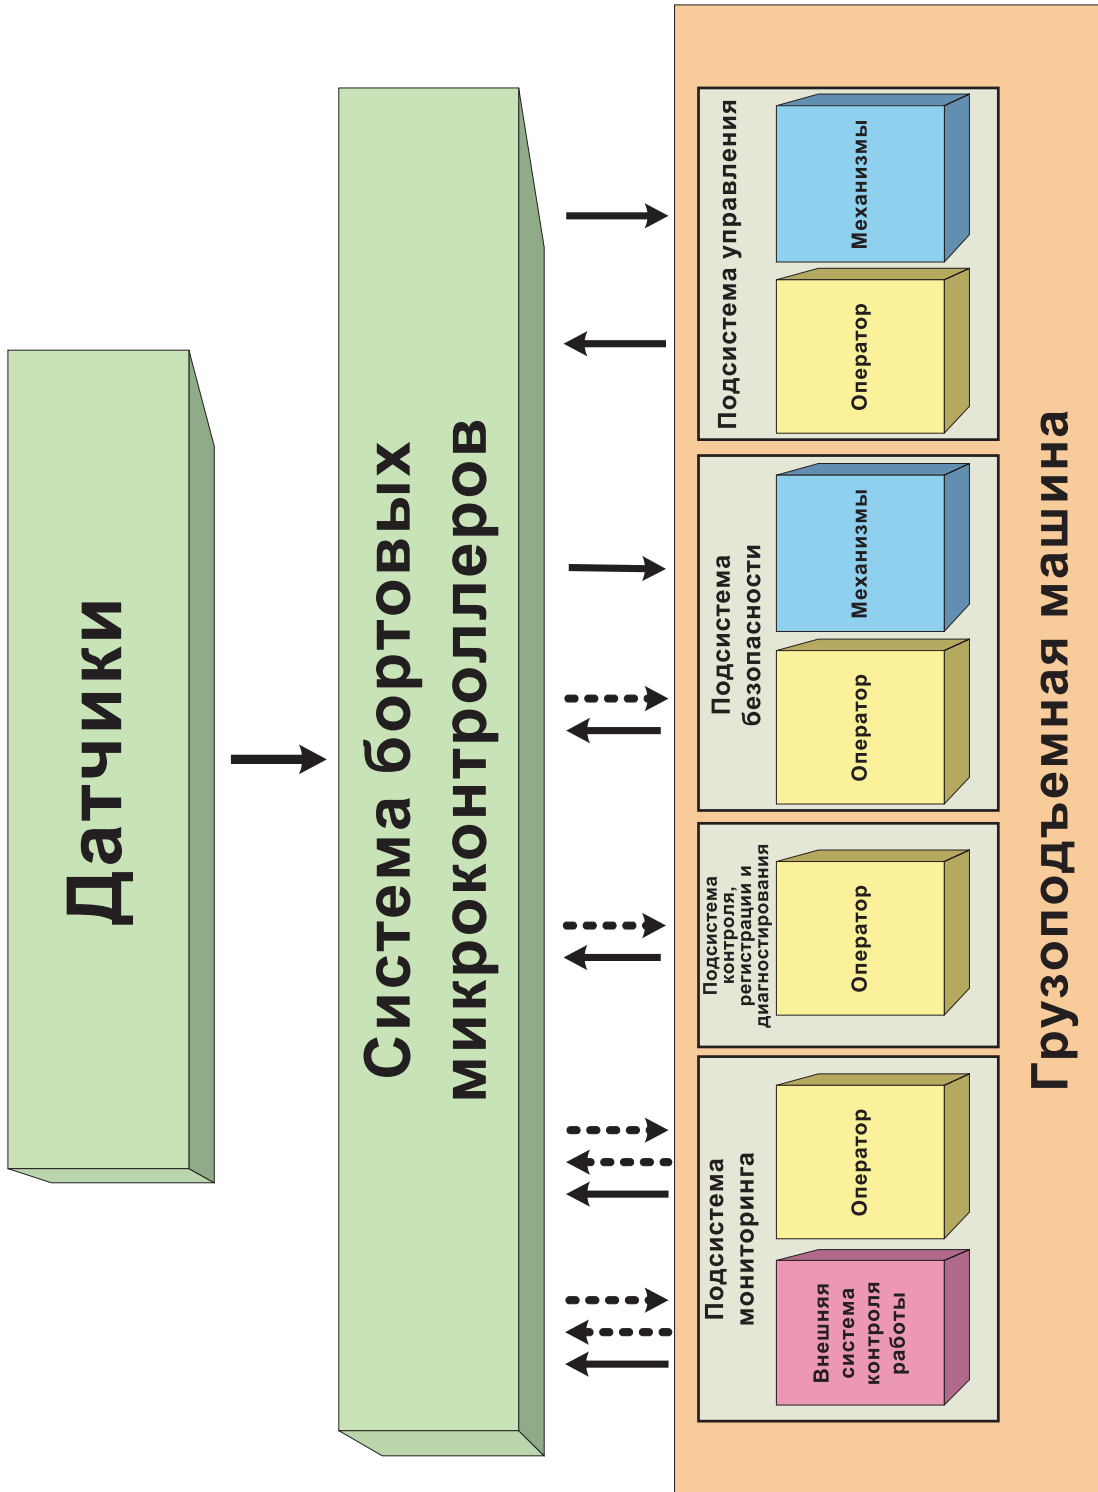 Датчики
Система бортовых
микроконтроллеров
Подсистема мониторинга
Внешняя
система
контроля
работы
Оператор
Подсистема
контроля,
регистрации и
диагностирования
Оператор
Подсистема
безопасности
Оператор
Механизмы
Подсистема управления
Оператор
Механизмы
Грузоподъемная машина